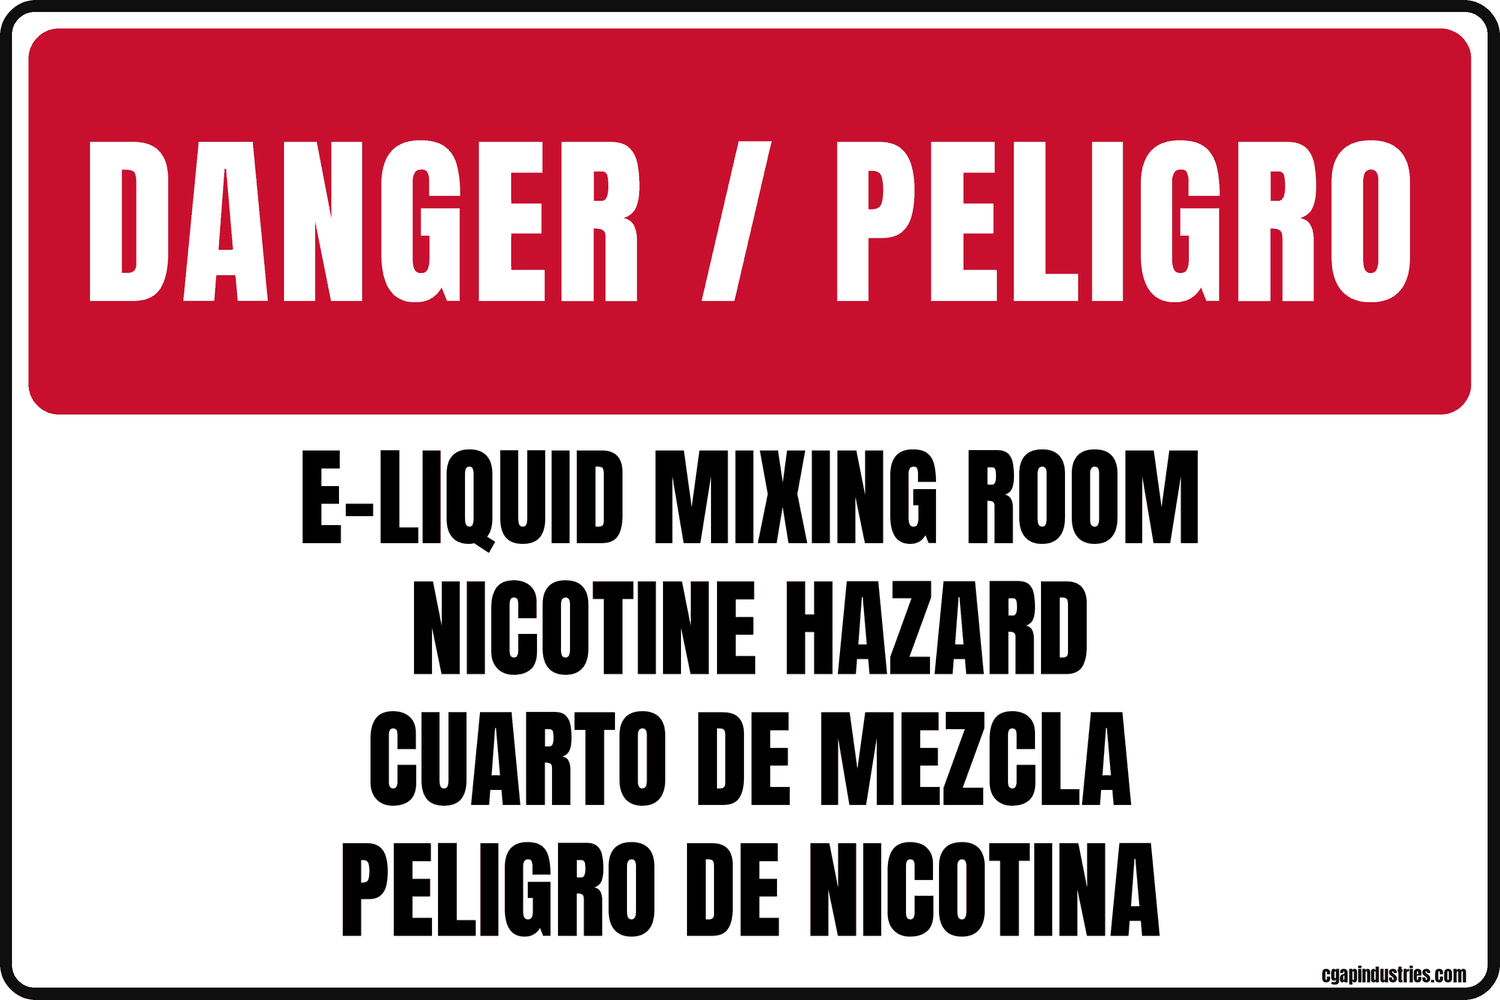 DANGER / PELIGRO
E-LIQUID MIXING ROOM
NICOTINE HAZARD
CUARTO DE MEZCLA
PELIGRO DE NICOTINA
cgapindustries.com